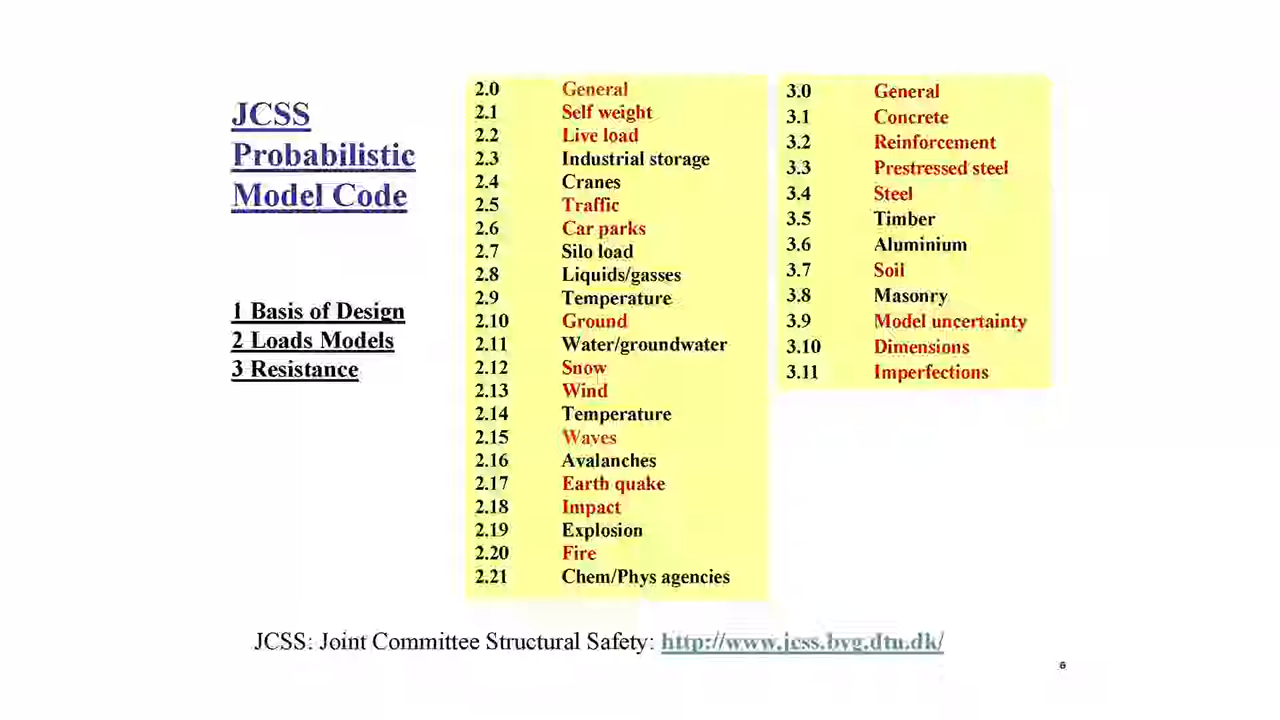 JCSS
Probabilistic
Model Code
1 Basis of Design
2 Loads Models
3 Resistance
2.0 General
2.1 Self weight
2.2 Live load
2.3 Industrial storage
2.4 Cranes
2.5 Traffic
2.6 Car parks
2.7 Silo load
2.8 Liquids/gasses
2.9 Temperature
2.10 Ground
2.11 Water/groundwater
2.12 Snow
2.13 Wind
2.14 Temperature
2.15 Waves
2.16 Avalanches
2.17 Earth quake
2.18 Impact
2.19 Explosion
2.20 Fire
2.21 Chem/Phys agencies
3.0 General
3.1 Concrete
3.2 Reinforcement
3.3 Prestressed steel
3.4 Steel
3.5 Timber
3.6 Aluminium
3.7 Soil
3.8 Masonry
3.9 Model uncertainty
3.10 Dimensions
3.11 Imperfections
JCSS: Joint Committee Structural Safety: http://www.jcss.byg.dtu.dk/
6